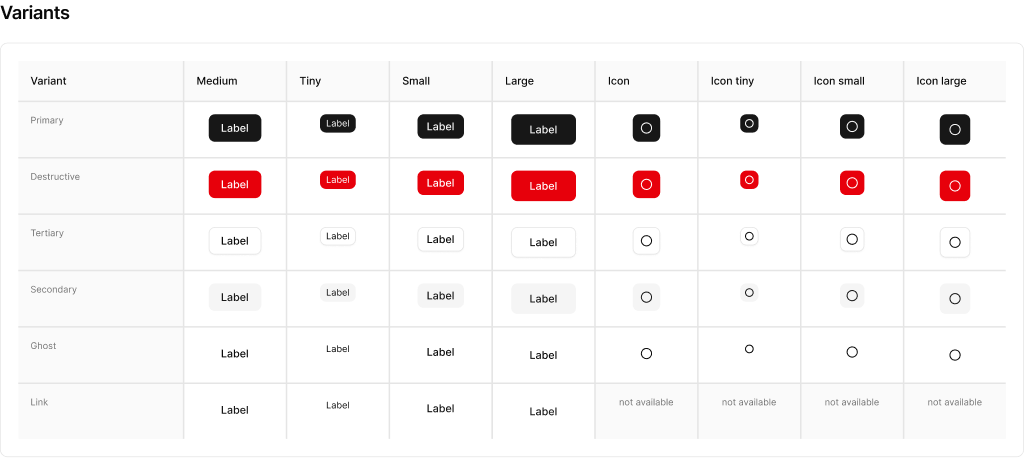 Variants
Variant Medium Tiny Small Large Icon Icon tiny Icon small Icon large
Primary Label Label Label Label
Destructive Label Label Label Label
Tertiary Label Label Label Label
Secondary Label Label Label Label
Ghost Label Label Label Label
Link Label Label Label Label not available not available not available not available